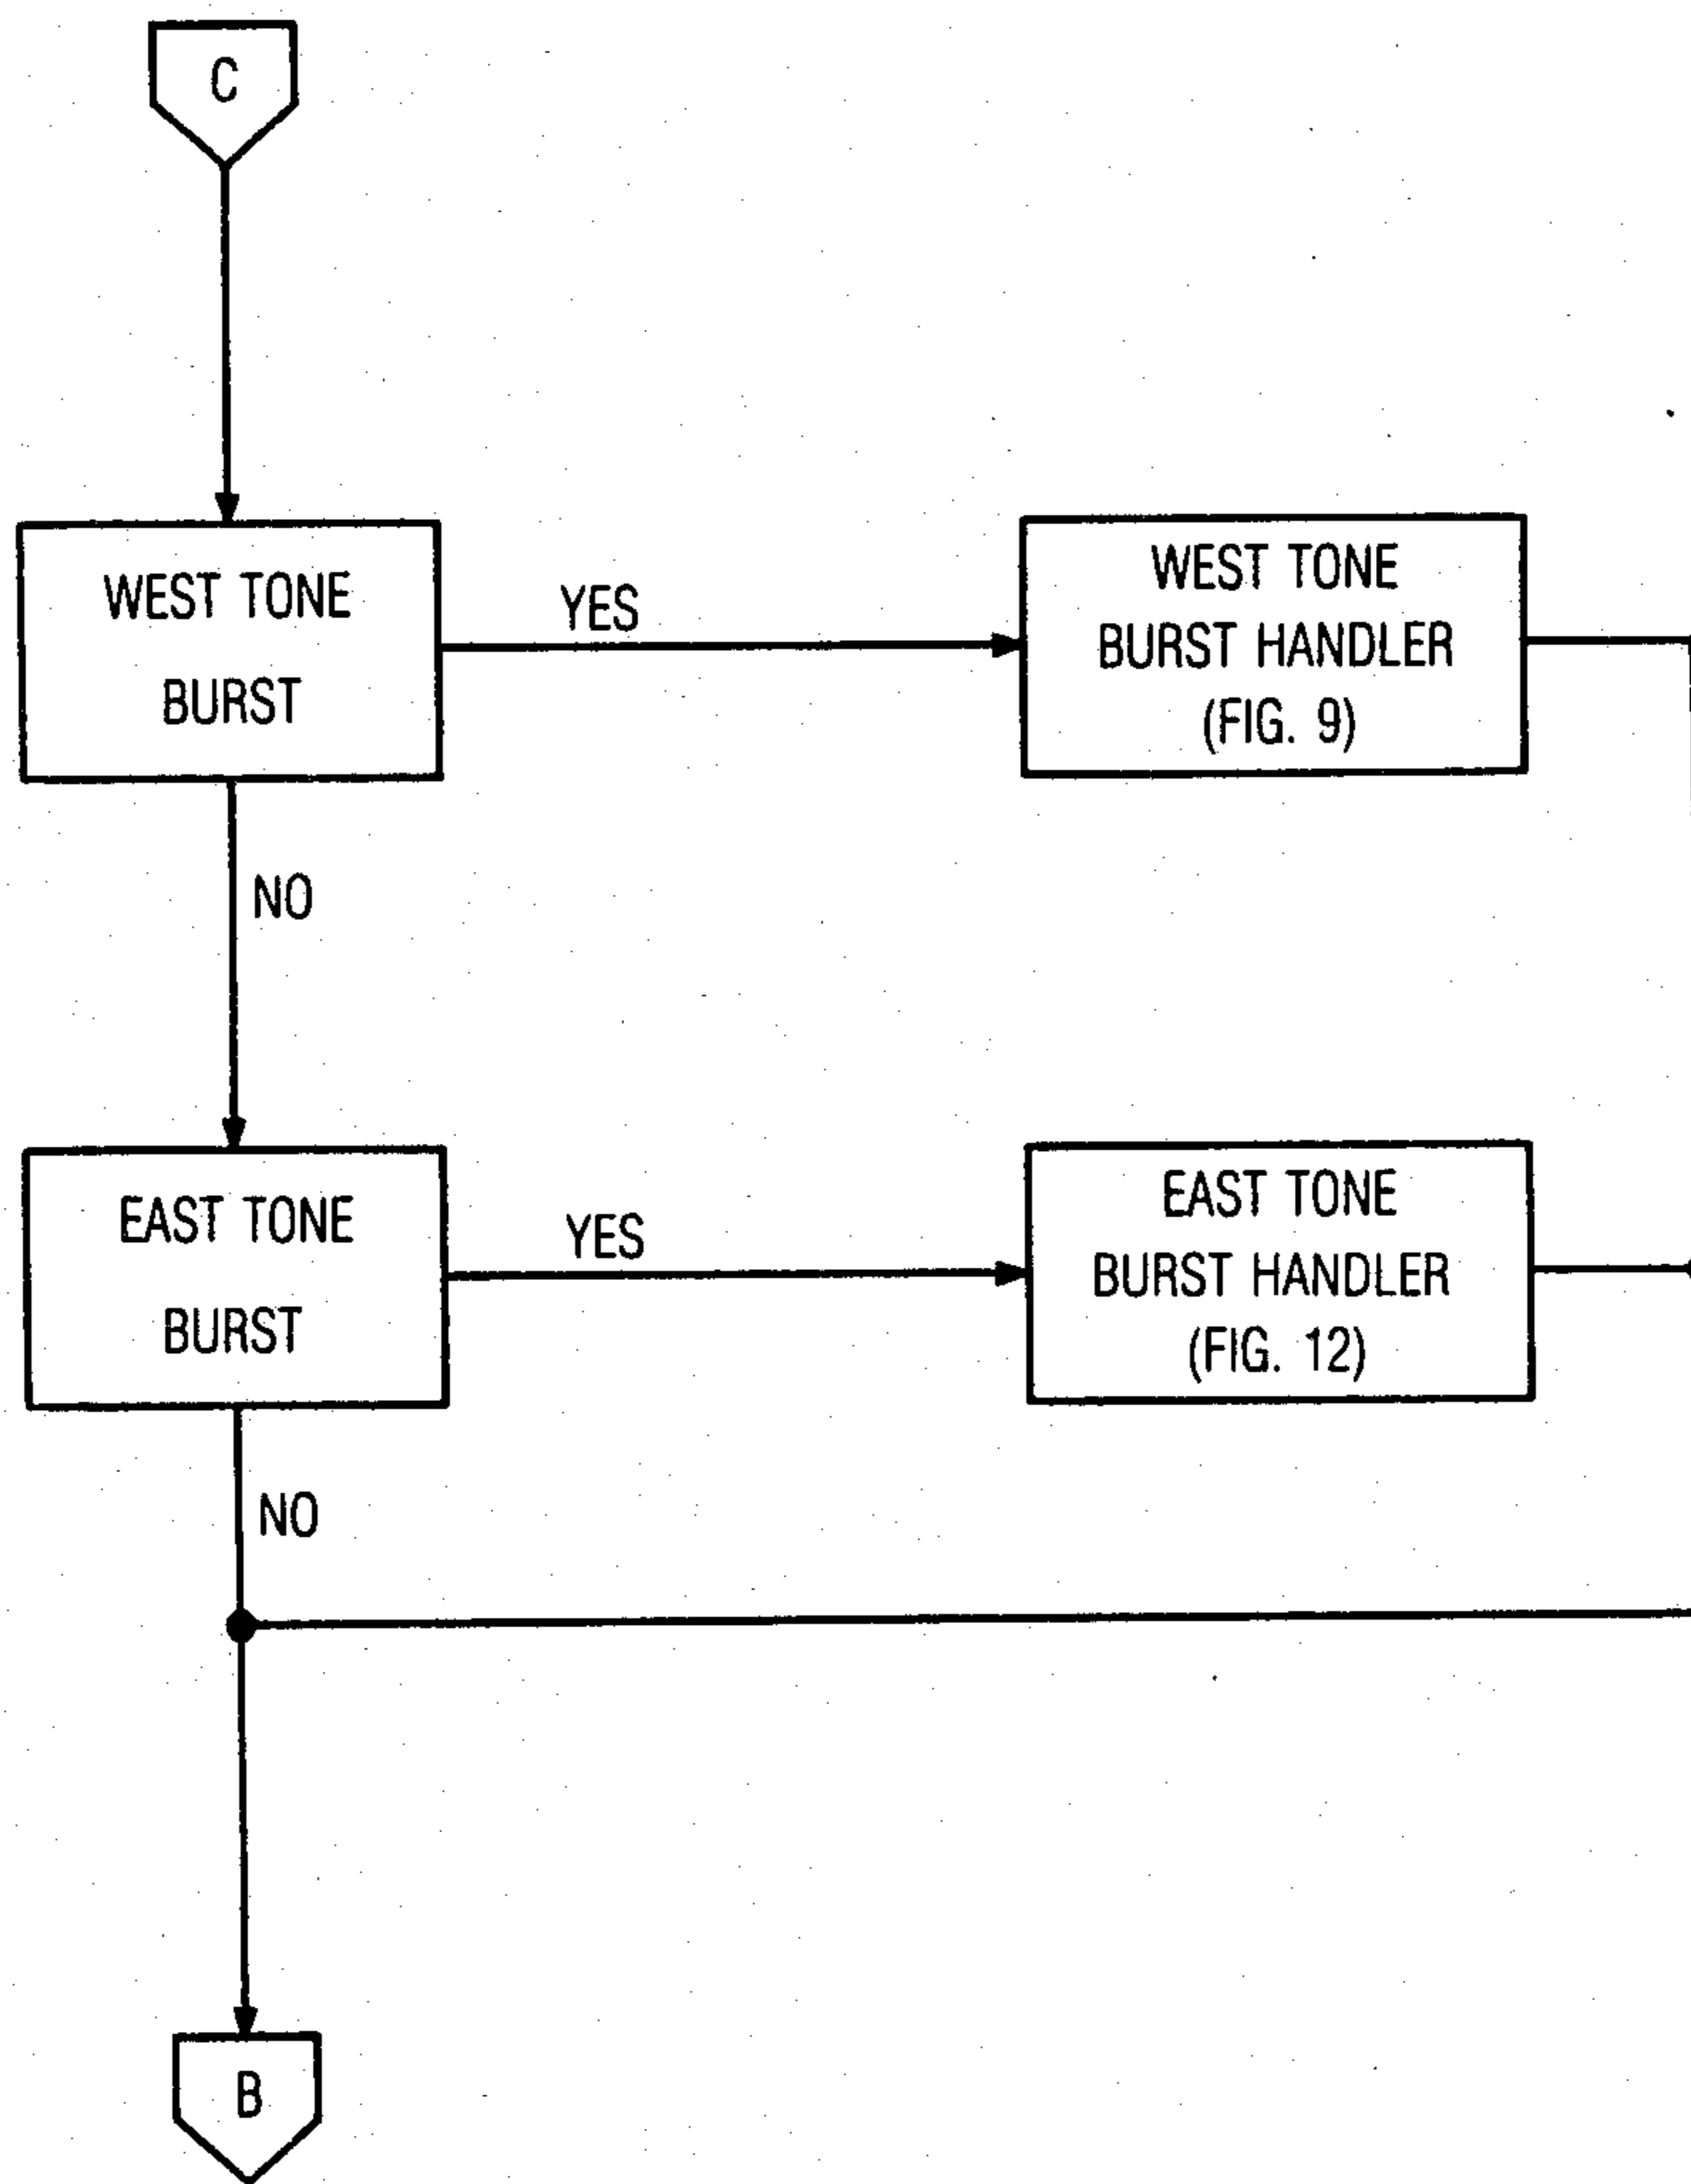 C
WEST TONE
BURST
YES
WEST TONE
BURST HANDLER
(FIG. 9)
NO
EAST TONE
BURST
YES
EAST TONE
BURST HANDLER
(FIG. 12)
NO
B